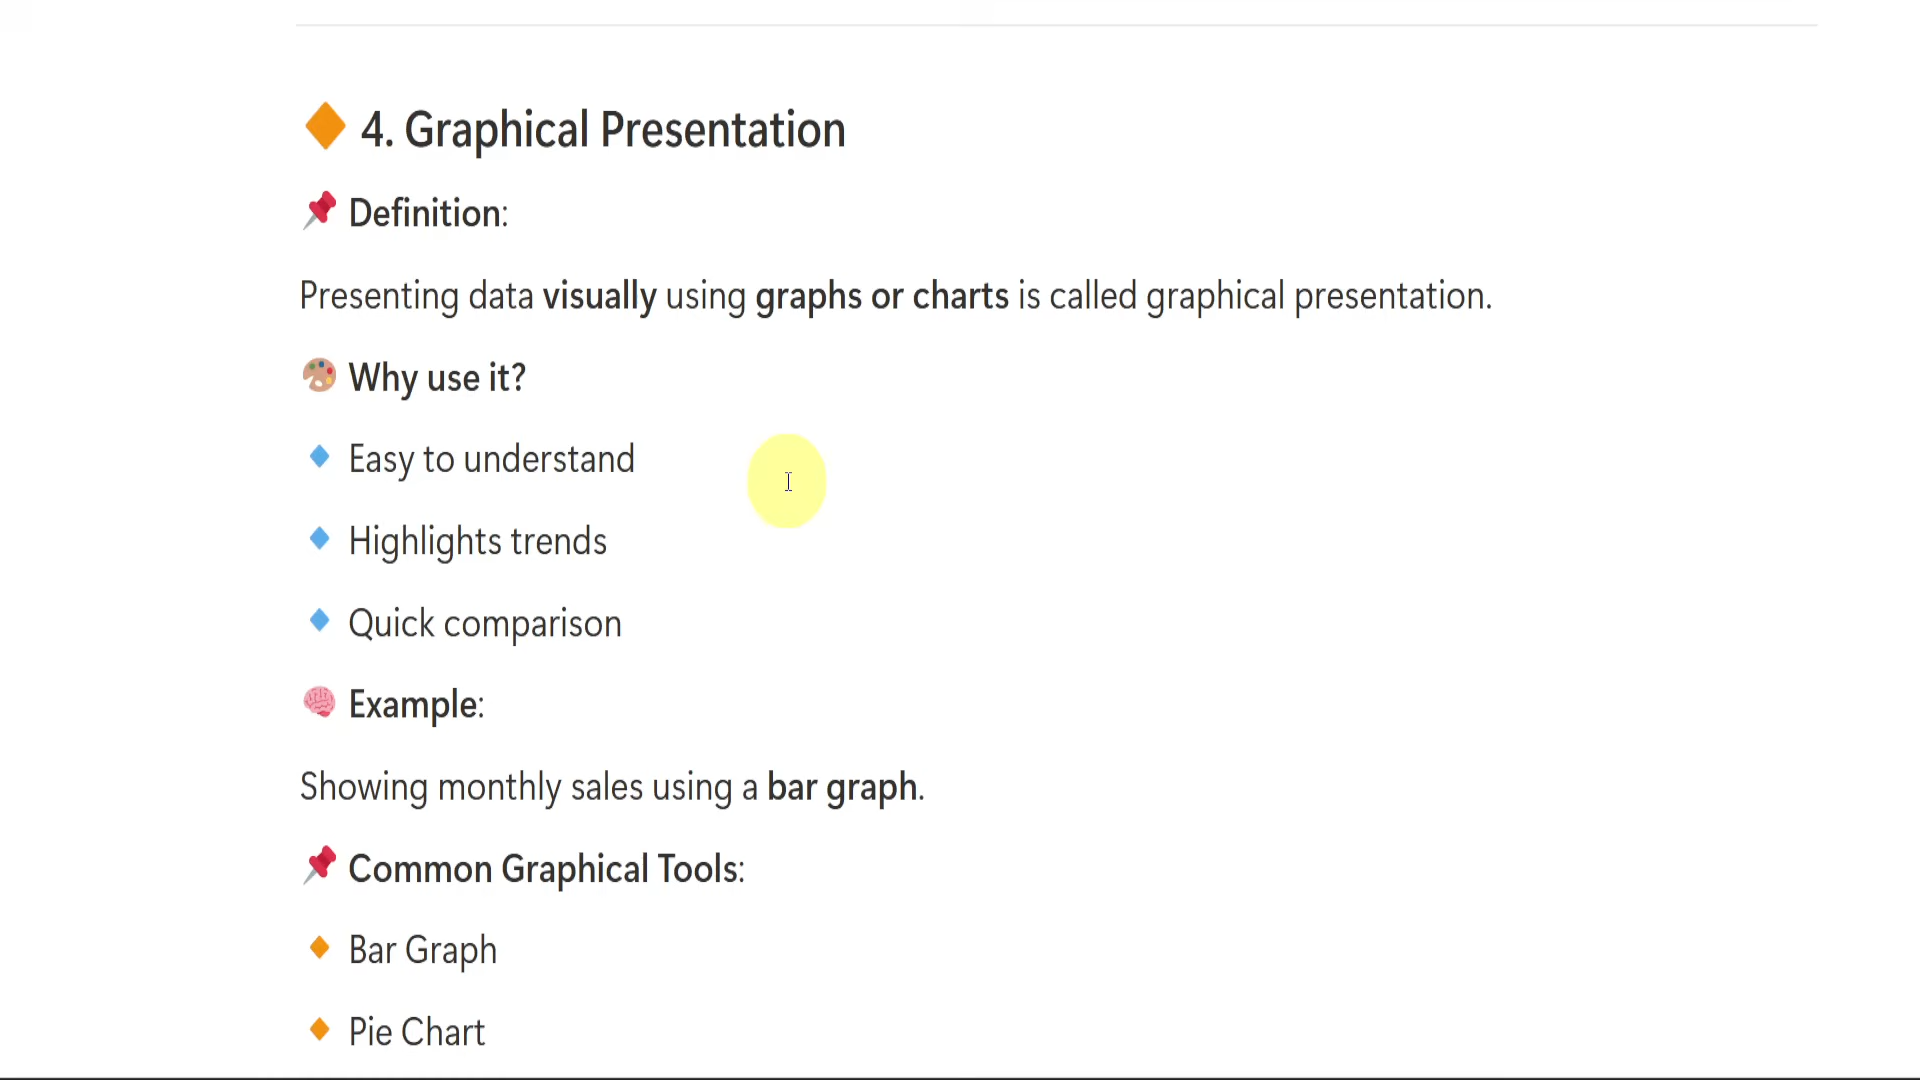 4. Graphical Presentation
Definition:
Presenting data visually using graphs or charts is called graphical presentation.
Why use it?
Easy to understand
Highlights trends
Quick comparison
Example:
Showing monthly sales using a bar graph.
Common Graphical Tools:
Bar Graph
Pie Chart